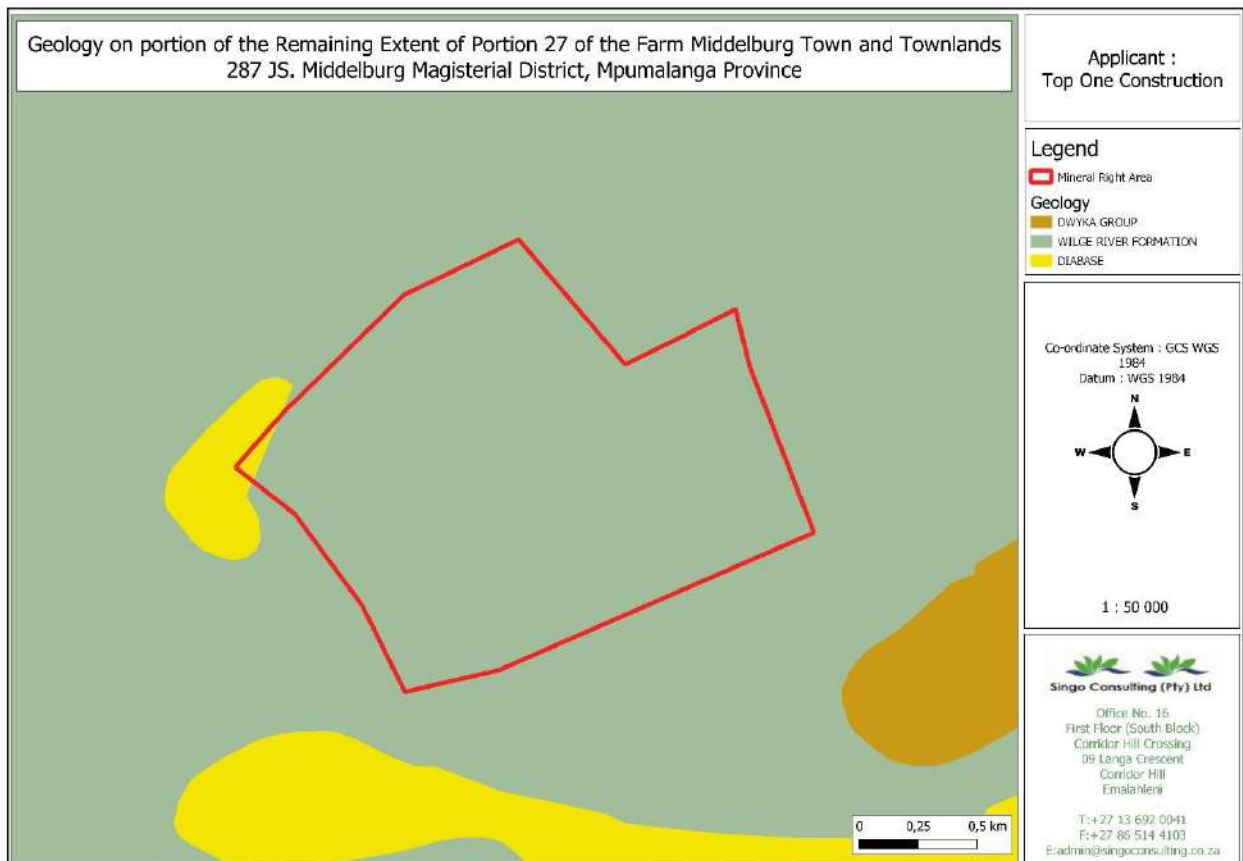 Geology on portion of the Remaining Extent of Portion 27 of the Farm Middelburg Town and Townlands
287 JS. Middelburg Magisterial District, Mpumalanga Province
Applicant :
Top One Construction
Legend
Mineral Right Area
Geology
DWYKA GROUP
WILGE RIVER FORMATION
DIABASE
Co-ordinate System : GCS WGS
1984
Datum : WGS 1984
N
W
E
S
1 : 50 000
Singo Consulting (Pty) Ltd
Office No. 16
First Floor (South Block)
Corridor Hill Crossing
09 Langa Crescent
Corridor Hill
Emalahleni
T:+27 13 692 0041
F:+27 86 514 4103
E:admin@singoconsulting.co.za
0 0,25 0,5 km